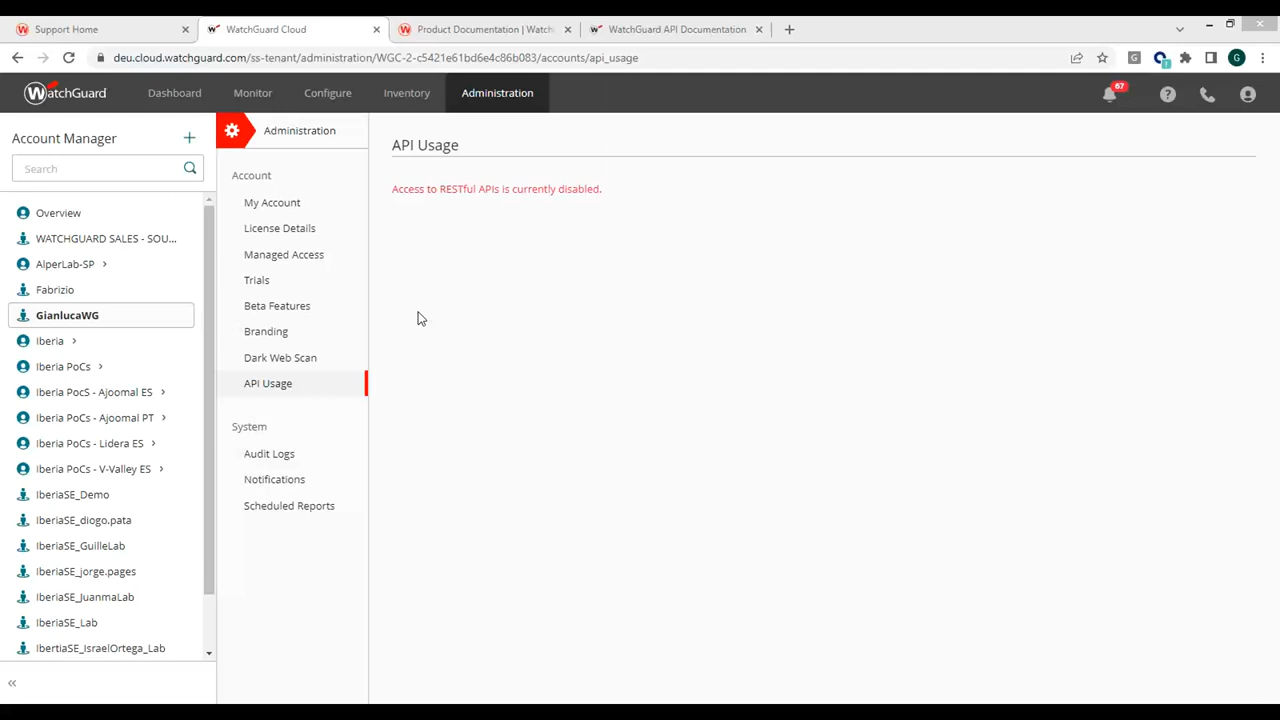 Support Home
WatchGuard Cloud
Product Documentation | Watch
WatchGuard API Documentation
deu.cloud.watchguard.com/ss-tenant/administration/WGC-2-c5421e61bd6e4c86b083/accounts/api_usage
G
WatchGuard
Dashboard
Monitor
Configure
Inventory
Administration
67
Account Manager
Search
Overview
WATCHGUARD SALES - SOU...
AlperLab-SP
Fabrizio
GianlucaWG
Iberia
Iberia PoCs
Iberia PocS - Ajoomal ES
Iberia PoCs - Ajoomal PT
Iberia PoCs - Lidera ES
Iberia PoCs - V-Valley ES
IberiaSE_Demo
IberiaSE_diogo.pata
IberiaSE_GuilleLab
IberiaSE_jorge.pages
IberiaSE_JuanmaLab
IberiaSE_Lab
IbertiaSE_IsraelOrtega_Lab
Administration
Account
My Account
License Details
Managed Access
Trials
Beta Features
Branding
Dark Web Scan
API Usage
System
Audit Logs
Notifications
Scheduled Reports
API Usage
Access to RESTful APIs is currently disabled.